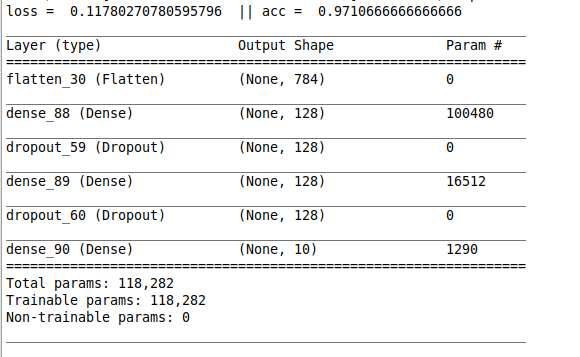 loss =  0.11780270780595796  || acc =  0.9710666666666666
Layer (type)                 Output Shape              Param #
=================================================================
flatten_30 (Flatten)         (None, 784)               0
dense_88 (Dense)             (None, 128)               100480
dropout_59 (Dropout)         (None, 128)               0
dense_89 (Dense)             (None, 128)               16512
dropout_60 (Dropout)         (None, 128)               0
dense_90 (Dense)             (None, 10)                1290
=================================================================
Total params: 118,282
Trainable params: 118,282
Non-trainable params: 0